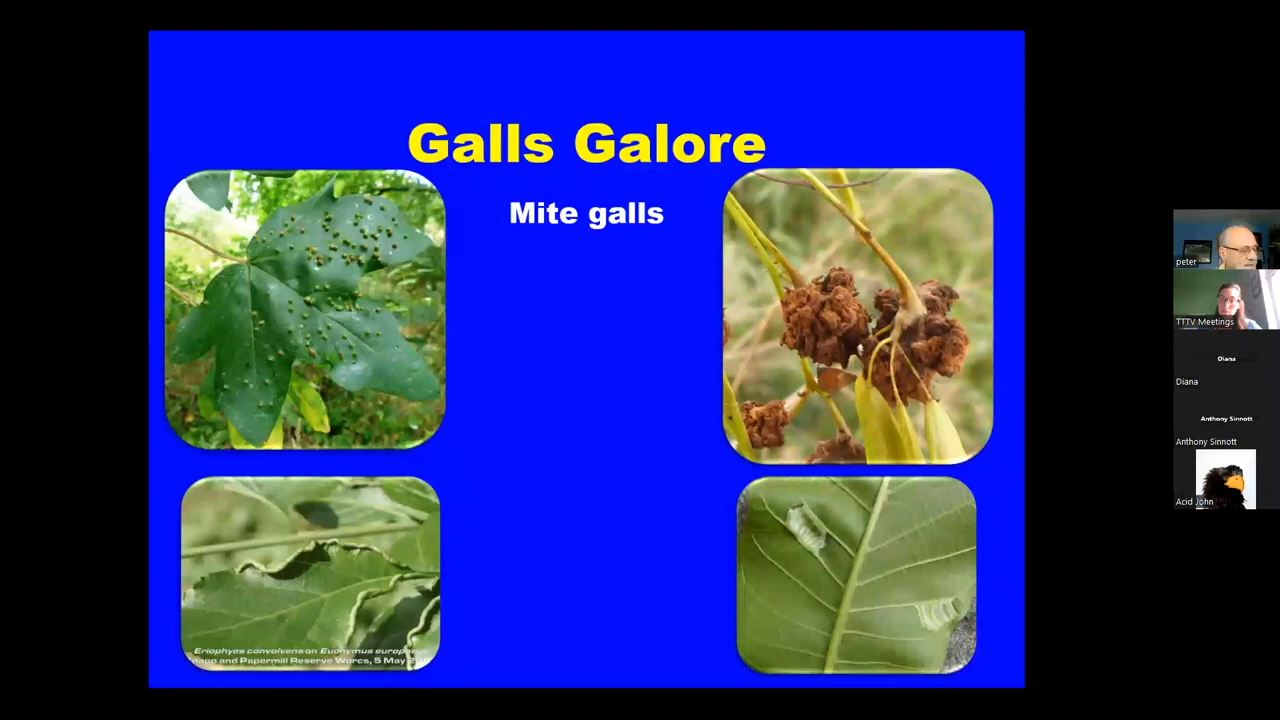 Galls Galore
Mite galls
Eriophyes convolvens on Euonymus
and Papermill Reserve Worcs, 5 May
peter
TTTV Meetings
Diana
Diana
Anthony Sinnott
Anthony Sinnott
Acid John